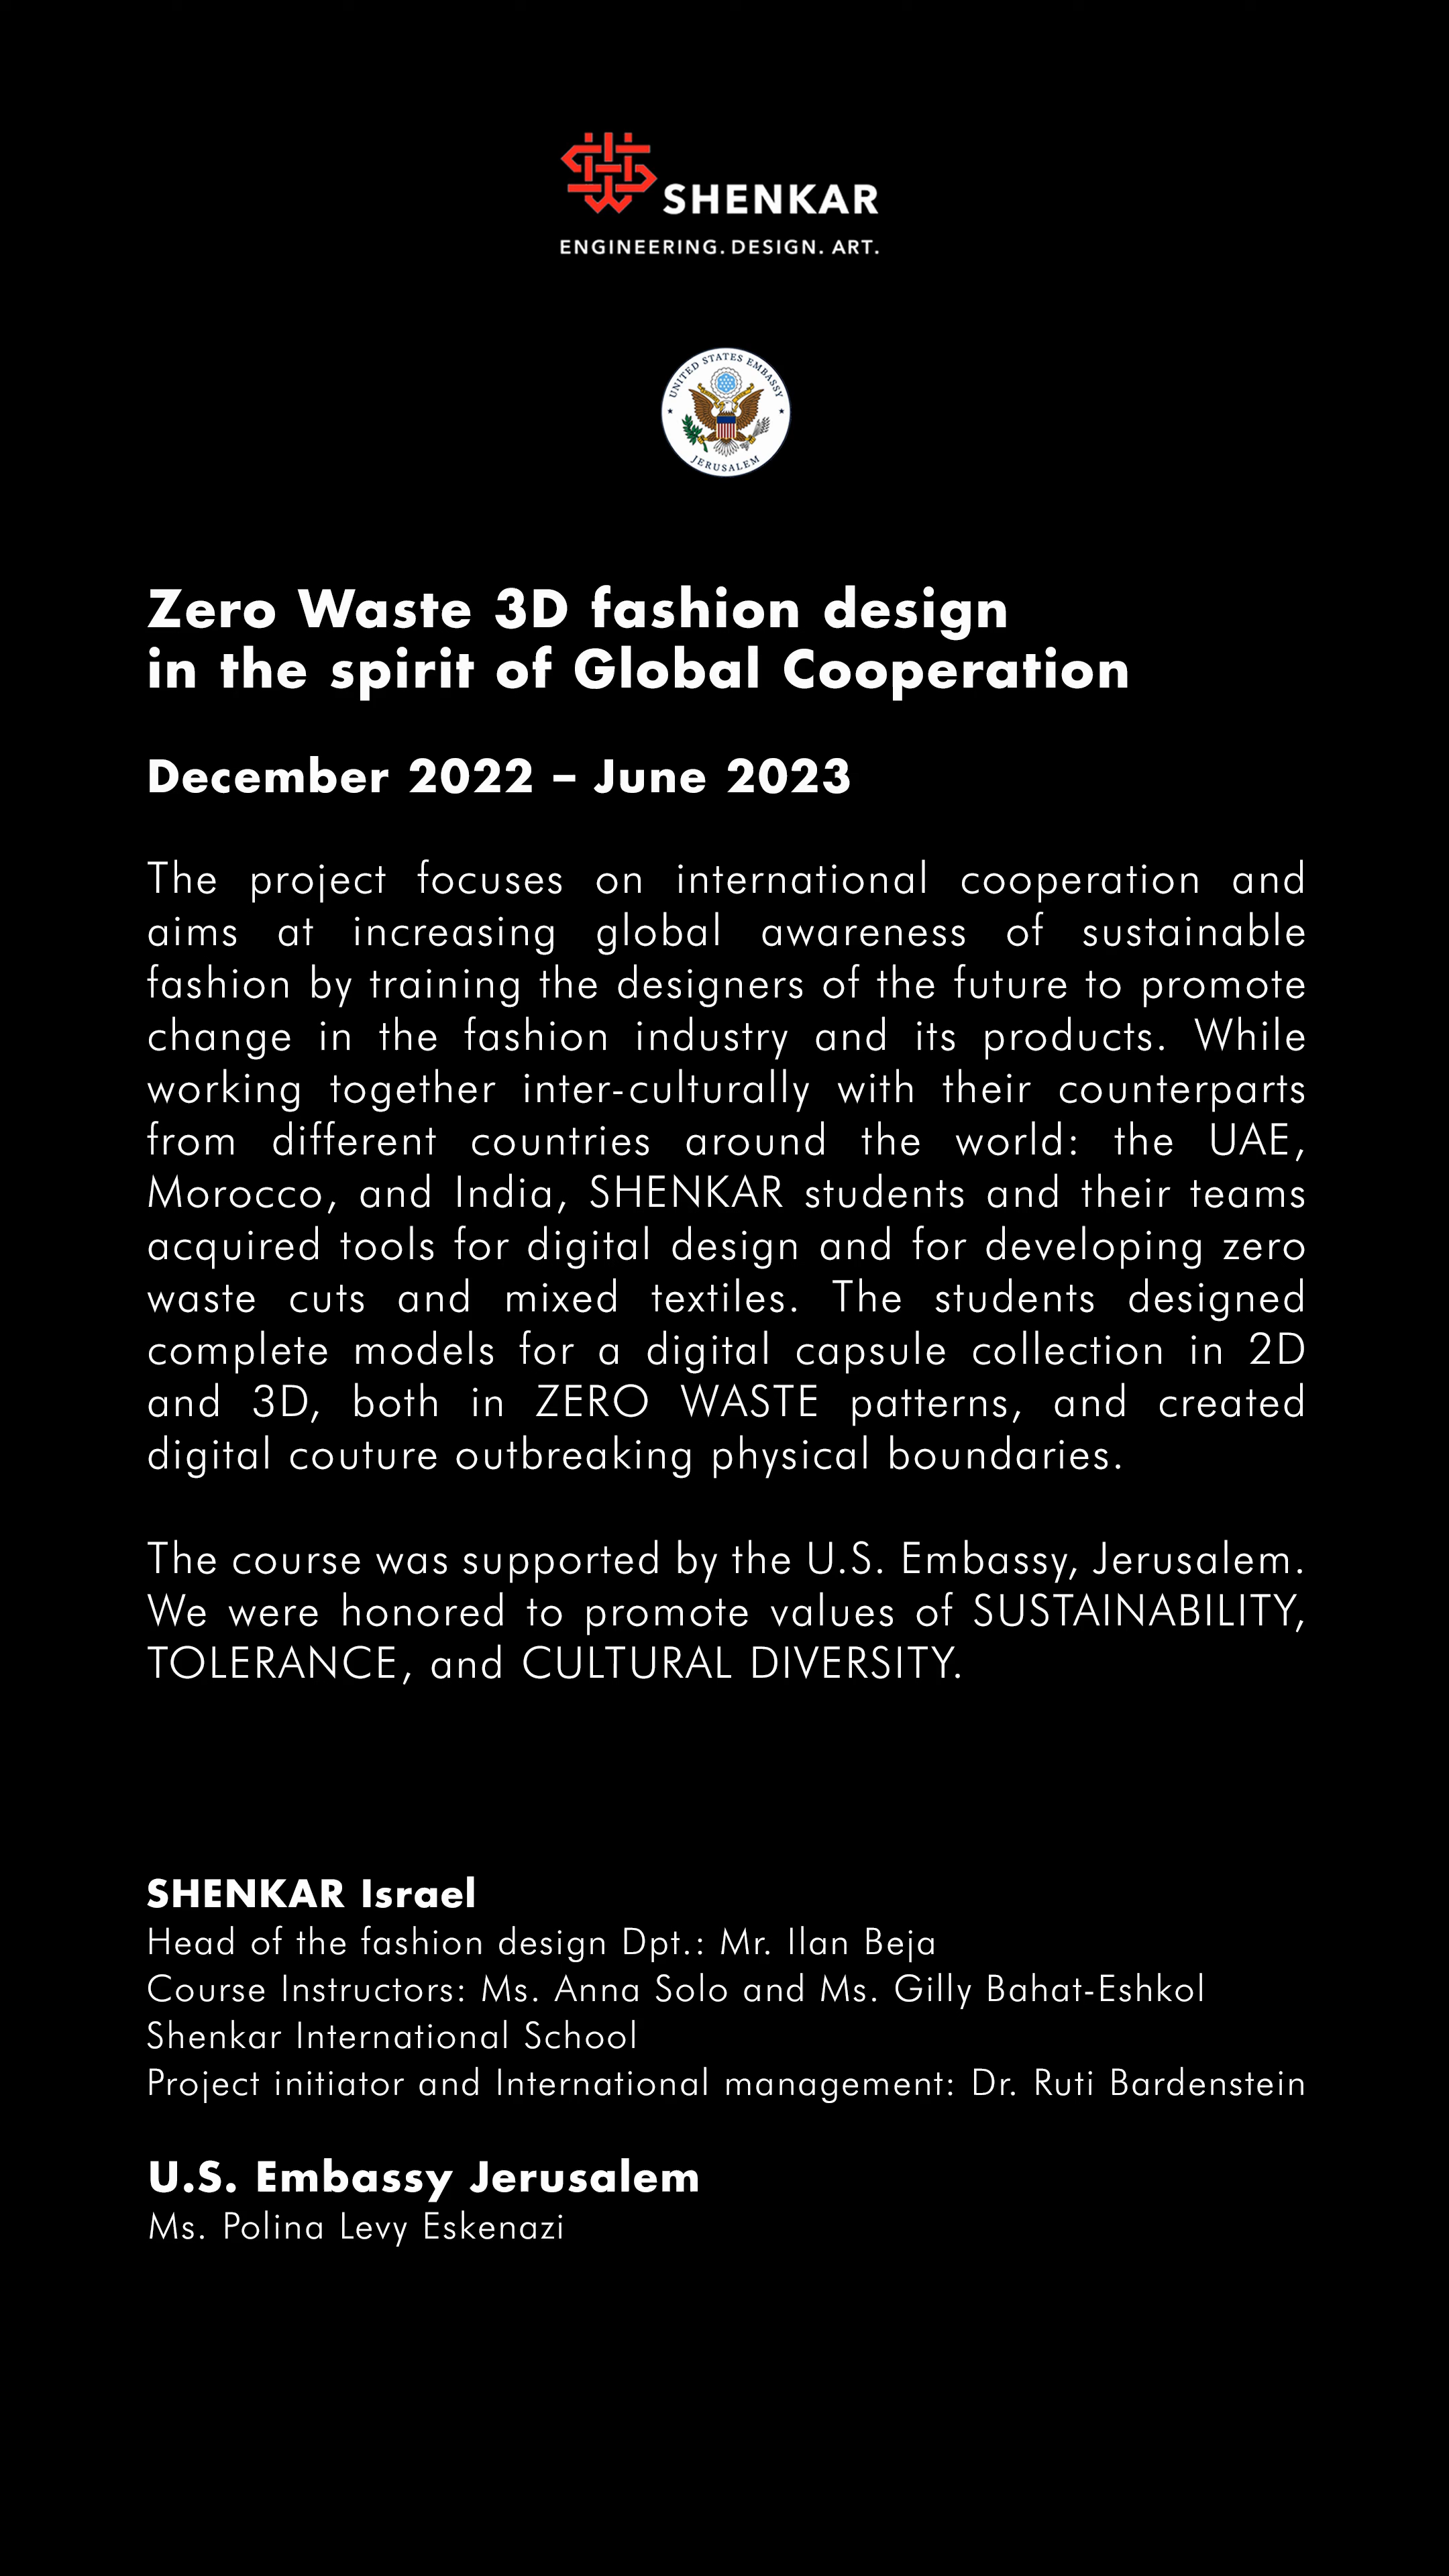 SHENKAR
ENGINEERING. DESIGN. ART.
UNITED STATES EMBASSY
JERUSALEM
Zero Waste 3D fashion design
in the spirit of Global Cooperation
December 2022 – June 2023
The project focuses on international cooperation and
aims at increasing global awareness of sustainable
fashion by training the designers of the future to promote
change in the fashion industry and its products. While
working together inter-culturally with their counterparts
from different countries around the world: the UAE,
Morocco, and India, SHENKAR students and their teams
acquired tools for digital design and for developing zero
waste cuts and mixed textiles. The students designed
complete models for a digital capsule collection in 2D
and 3D, both in ZERO WASTE patterns, and created
digital couture outbreaking physical boundaries.
The course was supported by the U.S. Embassy, Jerusalem.
We were honored to promote values of SUSTAINABILITY,
TOLERANCE, and CULTURAL DIVERSITY.
SHENKAR Israel
Head of the fashion design Dpt.: Mr. Ilan Beja
Course Instructors: Ms. Anna Solo and Ms. Gilly Bahat-Eshkol
Shenkar International School
Project initiator and International management: Dr. Ruti Bardenstein
U.S. Embassy Jerusalem
Ms. Polina Levy Eskenazi